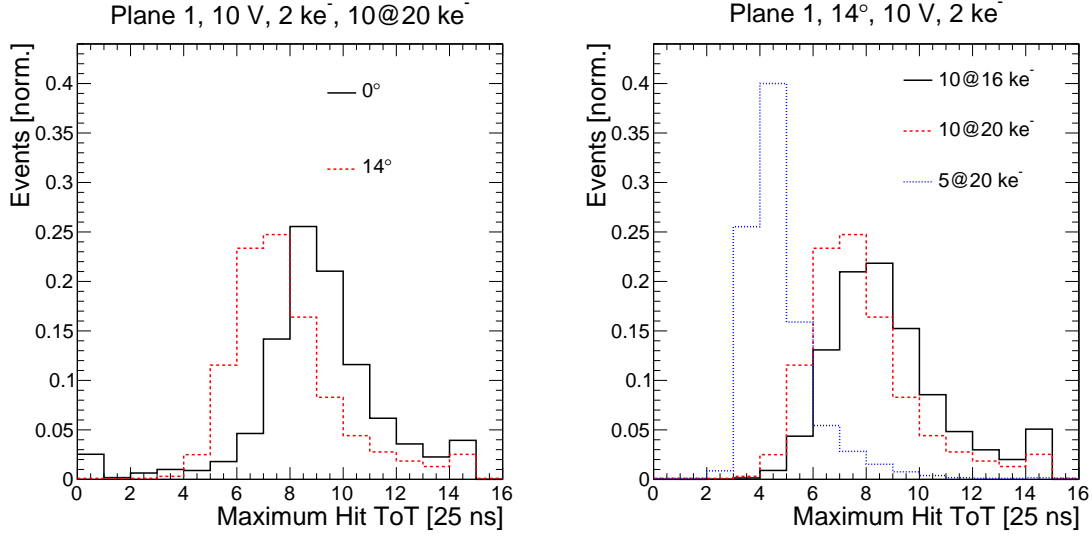 Plane 1, 10 V, 2 ke⁻, 10@20 ke⁻
Events [norm.]
0.4
0.35
0.3
0.25
0.2
0.15
0.1
0.05
0
0°
14°
0 2 4 6 8 10 12 14 16
Maximum Hit ToT [25 ns]
Plane 1, 14°, 10 V, 2 ke⁻
Events [norm.]
0.4
0.35
0.3
0.25
0.2
0.15
0.1
0.05
0
10@16 ke⁻
10@20 ke⁻
5@20 ke⁻
0 2 4 6 8 10 12 14 16
Maximum Hit ToT [25 ns]